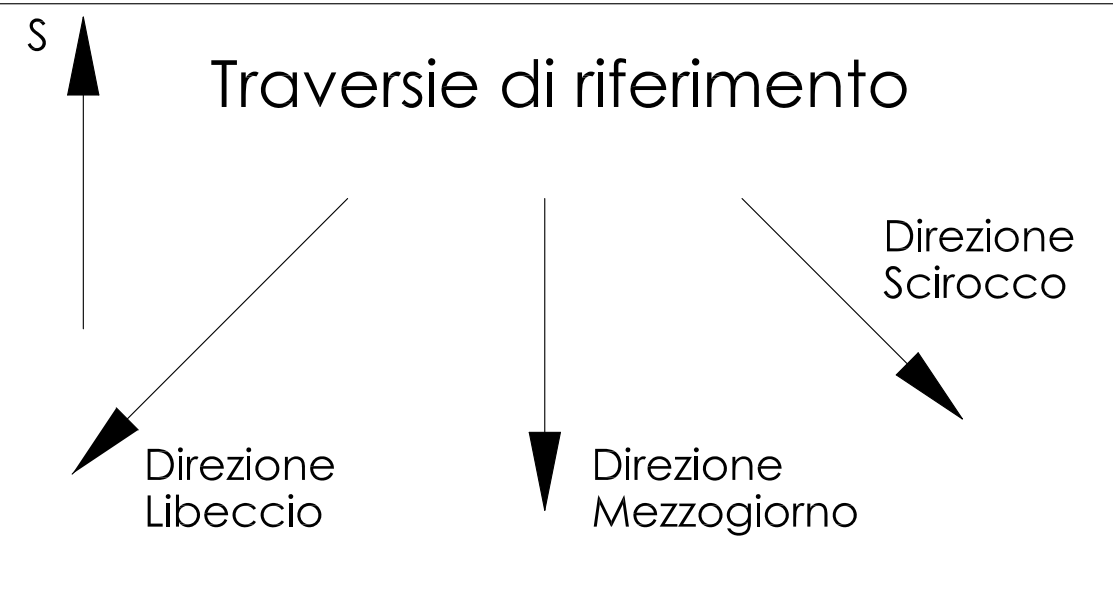 S
Traversie di riferimento
Direzione
Scirocco
Direzione
Libeccio
Direzione
Mezzogiorno